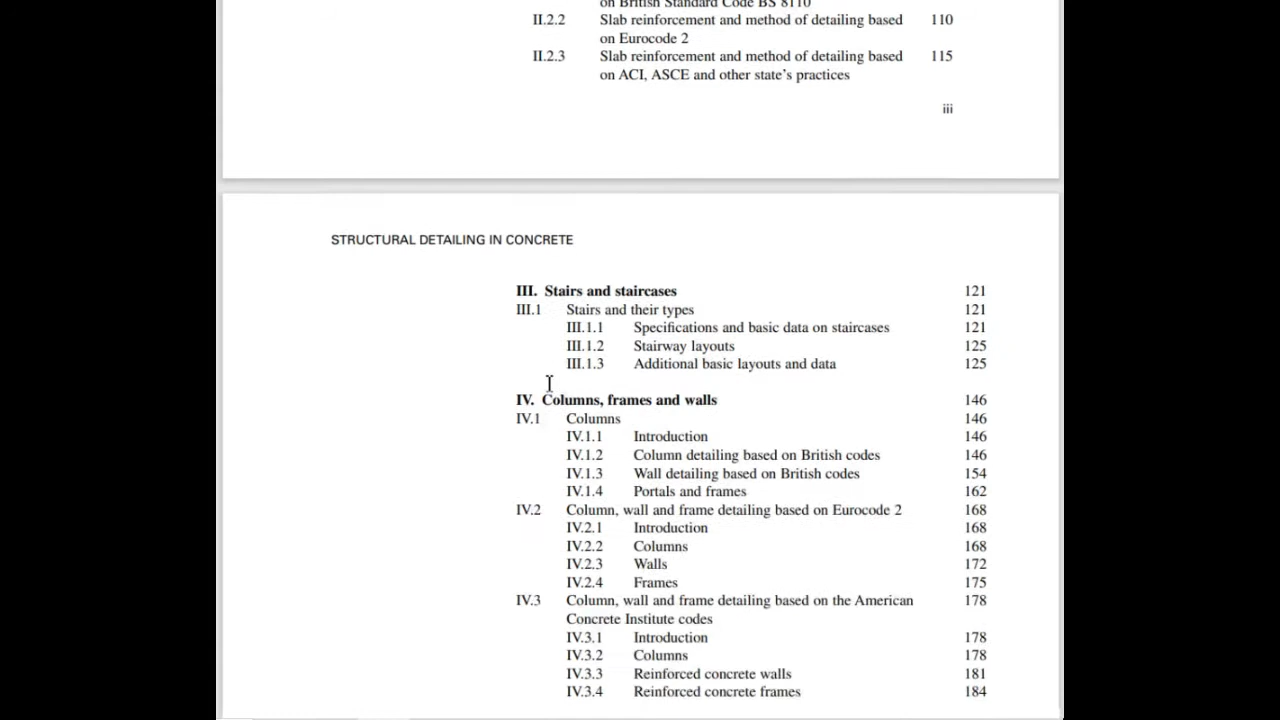 on British Standard Code BS 8110
II.2.2 Slab reinforcement and method of detailing based 110
on Eurocode 2
II.2.3 Slab reinforcement and method of detailing based 115
on ACI, ASCE and other state's practices
iii
STRUCTURAL DETAILING IN CONCRETE
III. Stairs and staircases 121
III.1 Stairs and their types 121
III.1.1 Specifications and basic data on staircases 121
III.1.2 Stairway layouts 125
III.1.3 Additional basic layouts and data 125
IV. Columns, frames and walls 146
IV.1 Columns 146
IV.1.1 Introduction 146
IV.1.2 Column detailing based on British codes 146
IV.1.3 Wall detailing based on British codes 154
IV.1.4 Portals and frames 162
IV.2 Column, wall and frame detailing based on Eurocode 2 168
IV.2.1 Introduction 168
IV.2.2 Columns 168
IV.2.3 Walls 172
IV.2.4 Frames 175
IV.3 Column, wall and frame detailing based on the American 178
Concrete Institute codes
IV.3.1 Introduction 178
IV.3.2 Columns 178
IV.3.3 Reinforced concrete walls 181
IV.3.4 Reinforced concrete frames 184